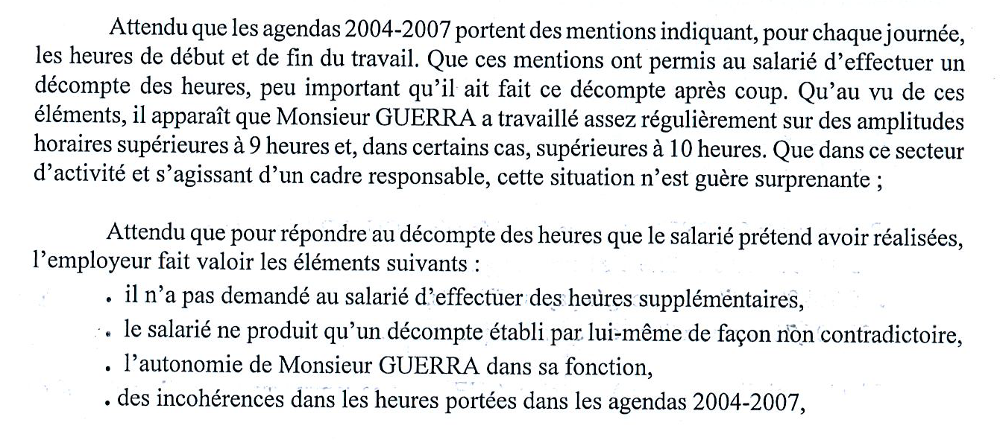 Attendu que les agendas 2004-2007 portent des mentions indiquant, pour chaque journée,
les heures de début et de fin du travail. Que ces mentions ont permis au salarié d'effectuer un
décompte des heures, peu important qu'il ait fait ce décompte après coup. Qu'au vu de ces
éléments, il apparaît que Monsieur GUERRA a travaillé assez régulièrement sur des amplitudes
horaires supérieures à 9 heures et, dans certains cas, supérieures à 10 heures. Que dans ce secteur
d'activité et s'agissant d'un cadre responsable, cette situation n'est guère surprenante ;
Attendu que pour répondre au décompte des heures que le salarié prétend avoir réalisées,
l'employeur fait valoir les éléments suivants :
. il n'a pas demandé au salarié d'effectuer des heures supplémentaires,
. le salarié ne produit qu'un décompte établi par lui-même de façon non contradictoire,
. l'autonomie de Monsieur GUERRA dans sa fonction,
. des incohérences dans les heures portées dans les agendas 2004-2007,